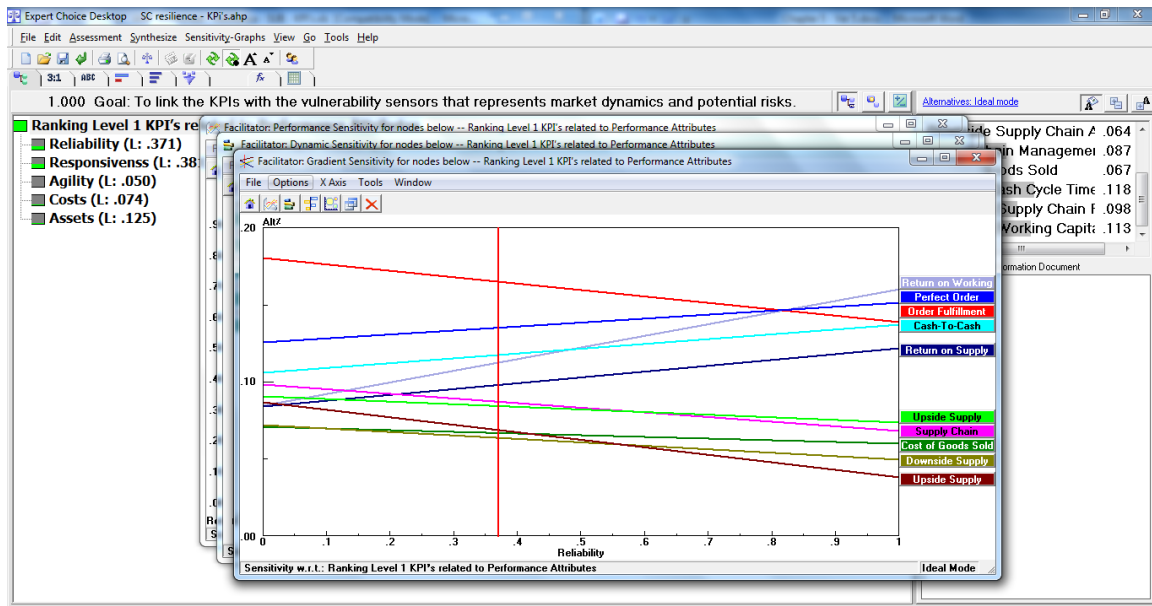 Expert Choice Desktop SC resilience - KPi's.ahp
File Edit Assessment Synthesize Sensitivity-Graphs View Go Tools Help
3:1 ABC fx
1.000 Goal: To link the KPIs with the vulnerability sensors that represents market dynamics and potential risks.
Alternatives: Ideal mode
Ranking Level 1 KPI's re
Reliability (L: .371)
Responsivenss (L: .38
Agility (L: .050)
Costs (L: .074)
Assets (L: .125)
Facilitator: Performance Sensitivity for nodes below -- Ranking Level 1 KPI's related to Performance Attributes
Facilitator: Dynamic Sensitivity for nodes below -- Ranking Level 1 KPI's related to Performance Attributes
Facilitator: Gradient Sensitivity for nodes below -- Ranking Level 1 KPI's related to Performance Attributes
File Options X Axis Tools Window
ide Supply Chain A .064
in Managemen .087
ods Sold .067
ash Cycle Time .118
Supply Chain F .098
Working Capita .113
ormation Document
Alt%
.20
.10
.00
0 .1 .2 .3 .4 .5 .6 .7 .8 .9 1
Reliability
Return on Working
Perfect Order
Order Fulfillment
Cash-To-Cash
Return on Supply
Upside Supply
Supply Chain
Cost of Goods Sold
Downside Supply
Upside Supply
Sensitivity w.r.t.: Ranking Level 1 KPI's related to Performance Attributes
Ideal Mode